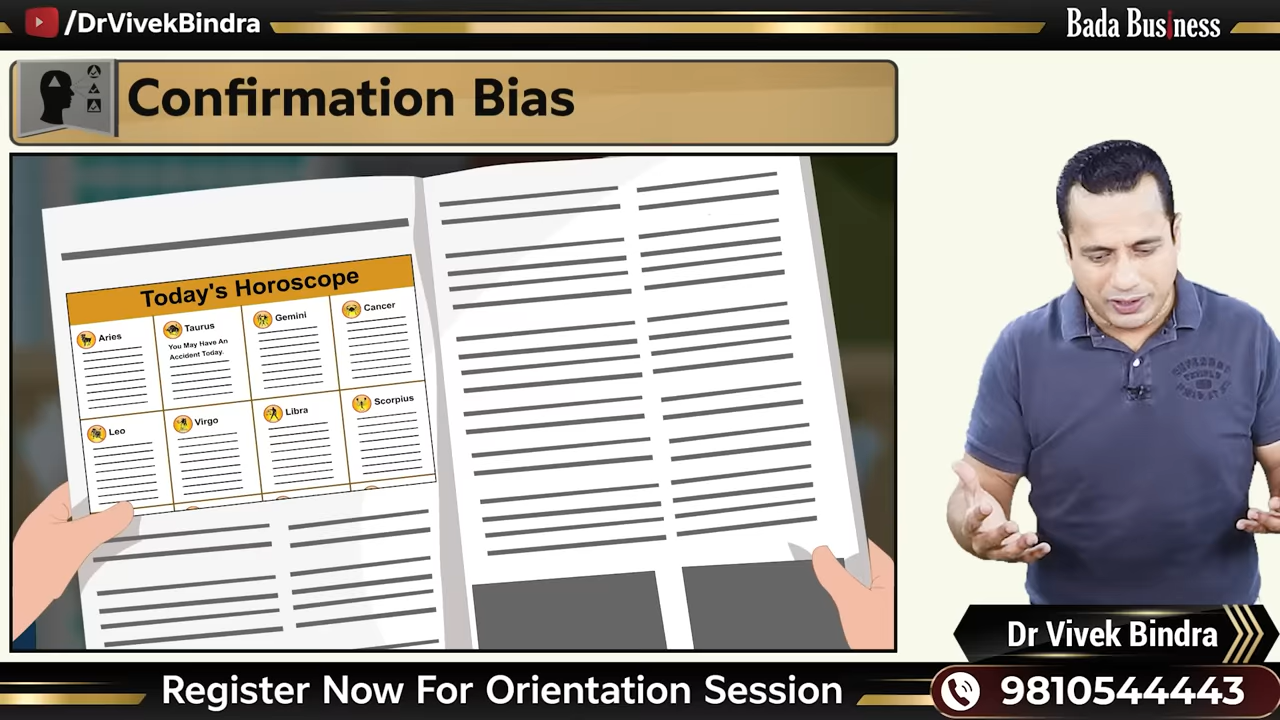 /DrVivekBindra
Bada Business
Confirmation Bias
Today's Horoscope
Aries
Taurus
Gemini
Cancer
You May Have An
Accident Today.
Leo
Virgo
Libra
Scorpius
Dr Vivek Bindra
Register Now For Orientation Session
9810544443